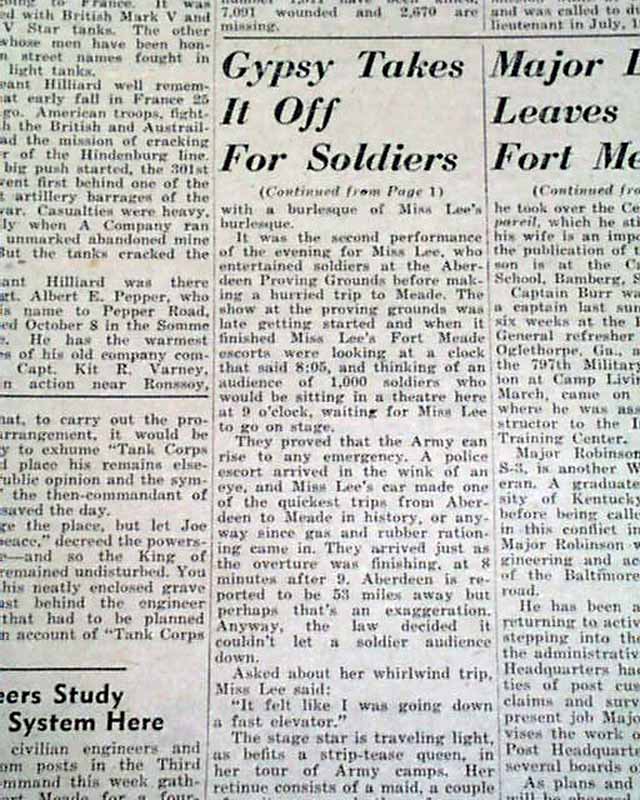 going to France. It was
ed with British Mark V and
V Star tanks. The other
whose men have been hon-
n street names fought in
light tanks.
eant Hilliard well remem-
at early fall in France 25
go. American troops, fight-
h the British and Austrail-
ad the mission of cracking
r of the Hindenburg line.
big push started, the 301st
vent first behind one of the
t artillery barrages of the
var. Casualties were heavy,
ly when A Company ran
unmarked abandoned mine
But the tanks cracked the
eant Hilliard was there
gt. Albert E. Pepper, who
is name to Pepper Road,
ed October 8 in the Somme
e. He has the warmest
s of his old company com-
Capt. Kit R. Varney,
n action near Ronssoy,
hat, to carry out the pro-
arrangement, it would be
y to exhume "Tank Corps
d place his remains else-
Public opinion and the sym-
the then-commandant of
saved the day.
ge the place, but let Joe
peace," decreed the powers-
e—and so the King of
remained undisturbed. You
his neatly enclosed grave
ast behind the engineer
that had to be planned
n account of "Tank Corps
eers Study
System Here
civilian engineers and
om posts in the Third
mmand this week gath-
rt Meade for a four-
7,091 wounded and 2,670 are
missing.
Gypsy Takes
It Off
For Soldiers
(Continued from Page 1)
with a burlesque of Miss Lee's
burlesque.
It was the second performance
of the evening for Miss Lee, who
entertained soldiers at the Aber-
deen Proving Grounds before mak-
ing a hurried trip to Meade. The
show at the proving grounds was
late getting started and when it
finished Miss Lee's Fort Meade
escorts were looking at a clock
that said 8:05, and thinking of an
audience of 1,000 soldiers who
would be sitting in a theatre here
at 9 o'clock, waiting for Miss Lee
to go on stage.
They proved that the Army can
rise to any emergency. A police
escort arrived in the wink of an
eye, and Miss Lee's car made one
of the quickest trips from Aber-
deen to Meade in history, or any-
way since gas and rubber ration-
ing came in. They arrived just as
the overture was finishing, at 8
minutes after 9. Aberdeen is re-
ported to be 53 miles away but
perhaps that's an exaggeration.
Anyway, the law decided it
couldn't let a soldier audience
down.
Asked about her whirlwind trip,
Miss Lee said:
"It felt like I was going down
a fast elevator."
The stage star is traveling light,
as befits a strip-tease queen, in
her tour of Army camps. Her
retinue consists of a maid, a couple
and was called to d
lieutenant in July, 1
Major
Leaves
Fort Me
(Continued fr
he took over the Ce
pareil, which he sti
his wife is an impo
the publication of t
son is at the Ca
School, Bamberg, S
Captain Burr wa
a captain last sum
six weeks at the I
General refresher
Oglethorpe, Ga., a
the 797th Military
ion at Camp Livin
March, came on
where he was as
structor to the In
Training Center.
Major Robinson
S-3, is another W
eran. A graduate
sity of Kentucky
before being calle
in this conflict in
Major Robinson w
gineering and ac
of the Baltimore
road.
He has been a
returning to activ
stepping into the
the administrativ
Headquarters ha
ties of post cus
claims and surv
present job Majo
vises the work o
Post Headquarte
several boards o
As plans and